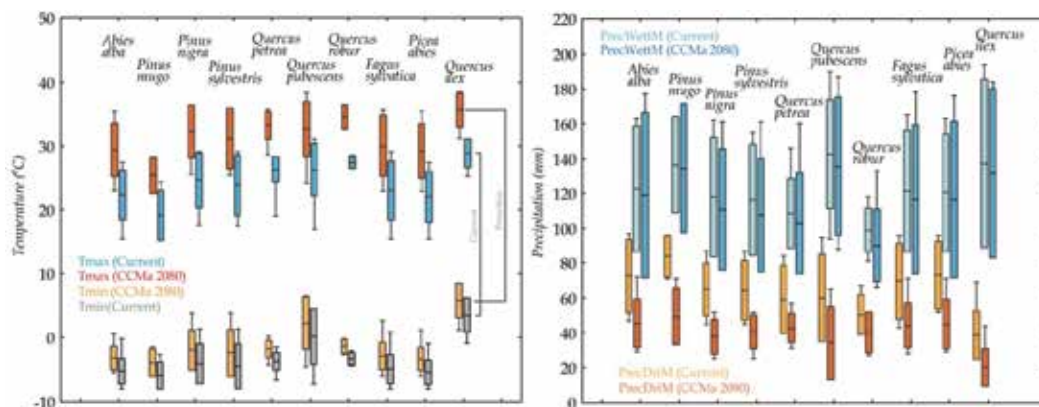 50
40
30
20
10
0
-10
Temperature (°C)
Abies
alba
Pinus
mugo
Pinus
nigra
Pinus
sylvestris
Quercus
petrea
Quercus
pubescens
Quercus
robur
Fagus
sylvatica
Picea
abies
Quercus
ilex
Tmax (Current)
Tmax (CCMa 2080)
Tmin (CCMa 2080)
Tmin(Current)
Current
220
200
180
160
140
120
100
80
60
40
20
0
Precipitation (mm)
PrecWettM (Current)
PrecWettM (CCMa 2080)
Abies
alba
Pinus
mugo
Pinus
nigra
Pinus
sylvestris
Quercus
petrea
Quercus
pubescens
Quercus
robur
Fagus
sylvatica
Picea
abies
Quercus
ilex
PrecDriM (Current)
PrecDriM (CCMa 2080)